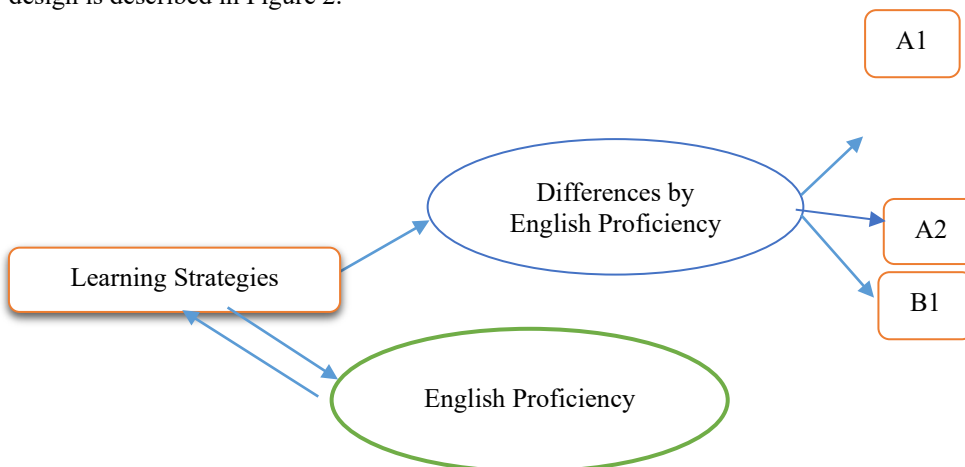 design is described in Figure 2.
A1
Differences by
English Proficiency
A2
Learning Strategies
B1
English Proficiency